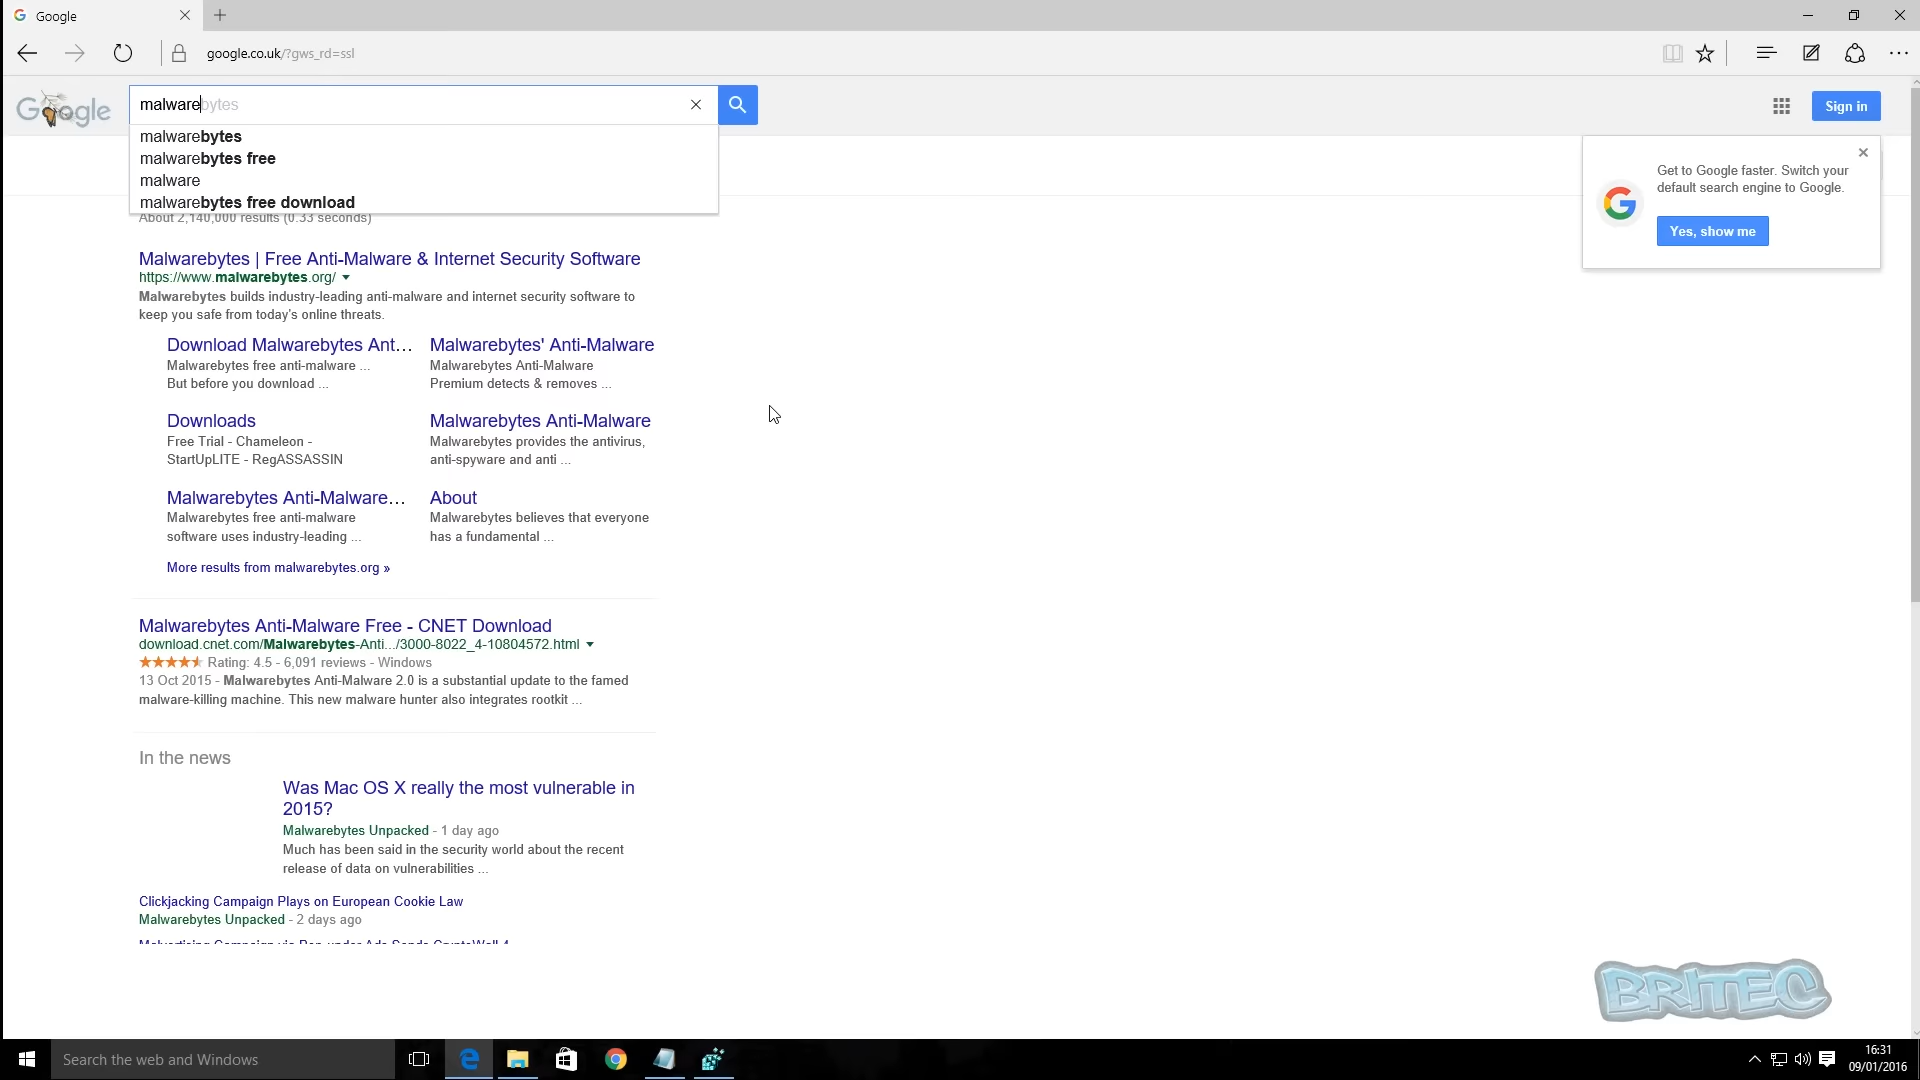 Google
google.co.uk/?gws_rd=ssl
Google
malwarebytes
Sign in
malwarebytes
malwarebytes free
malware
malwarebytes free download
Get to Google faster. Switch your
default search engine to Google.
Yes, show me
About 2,140,000 results (0.33 seconds)
Malwarebytes | Free Anti-Malware & Internet Security Software
https://www.malwarebytes.org/
Malwarebytes builds industry-leading anti-malware and internet security software to
keep you safe from today's online threats.
Download Malwarebytes Ant...
Malwarebytes free anti-malware ...
But before you download ...
Malwarebytes' Anti-Malware
Malwarebytes Anti-Malware
Premium detects & removes ...
Downloads
Free Trial - Chameleon -
StartUpLITE - RegASSASSIN
Malwarebytes Anti-Malware
Malwarebytes provides the antivirus,
anti-spyware and anti ...
Malwarebytes Anti-Malware...
Malwarebytes free anti-malware
software uses industry-leading ...
About
Malwarebytes believes that everyone
has a fundamental ...
More results from malwarebytes.org »
Malwarebytes Anti-Malware Free - CNET Download
download.cnet.com/Malwarebytes-Anti.../3000-8022_4-10804572.html
Rating: 4.5 - 6,091 reviews - Windows
13 Oct 2015 - Malwarebytes Anti-Malware 2.0 is a substantial update to the famed
malware-killing machine. This new malware hunter also integrates rootkit ...
In the news
Was Mac OS X really the most vulnerable in
2015?
Malwarebytes Unpacked - 1 day ago
Much has been said in the security world about the recent
release of data on vulnerabilities ...
Clickjacking Campaign Plays on European Cookie Law
Malwarebytes Unpacked - 2 days ago
Malvertising Campaign via Pop-under Ads Sends CryptoWall 4
BRITEC
Search the web and Windows
16:31
09/01/2016